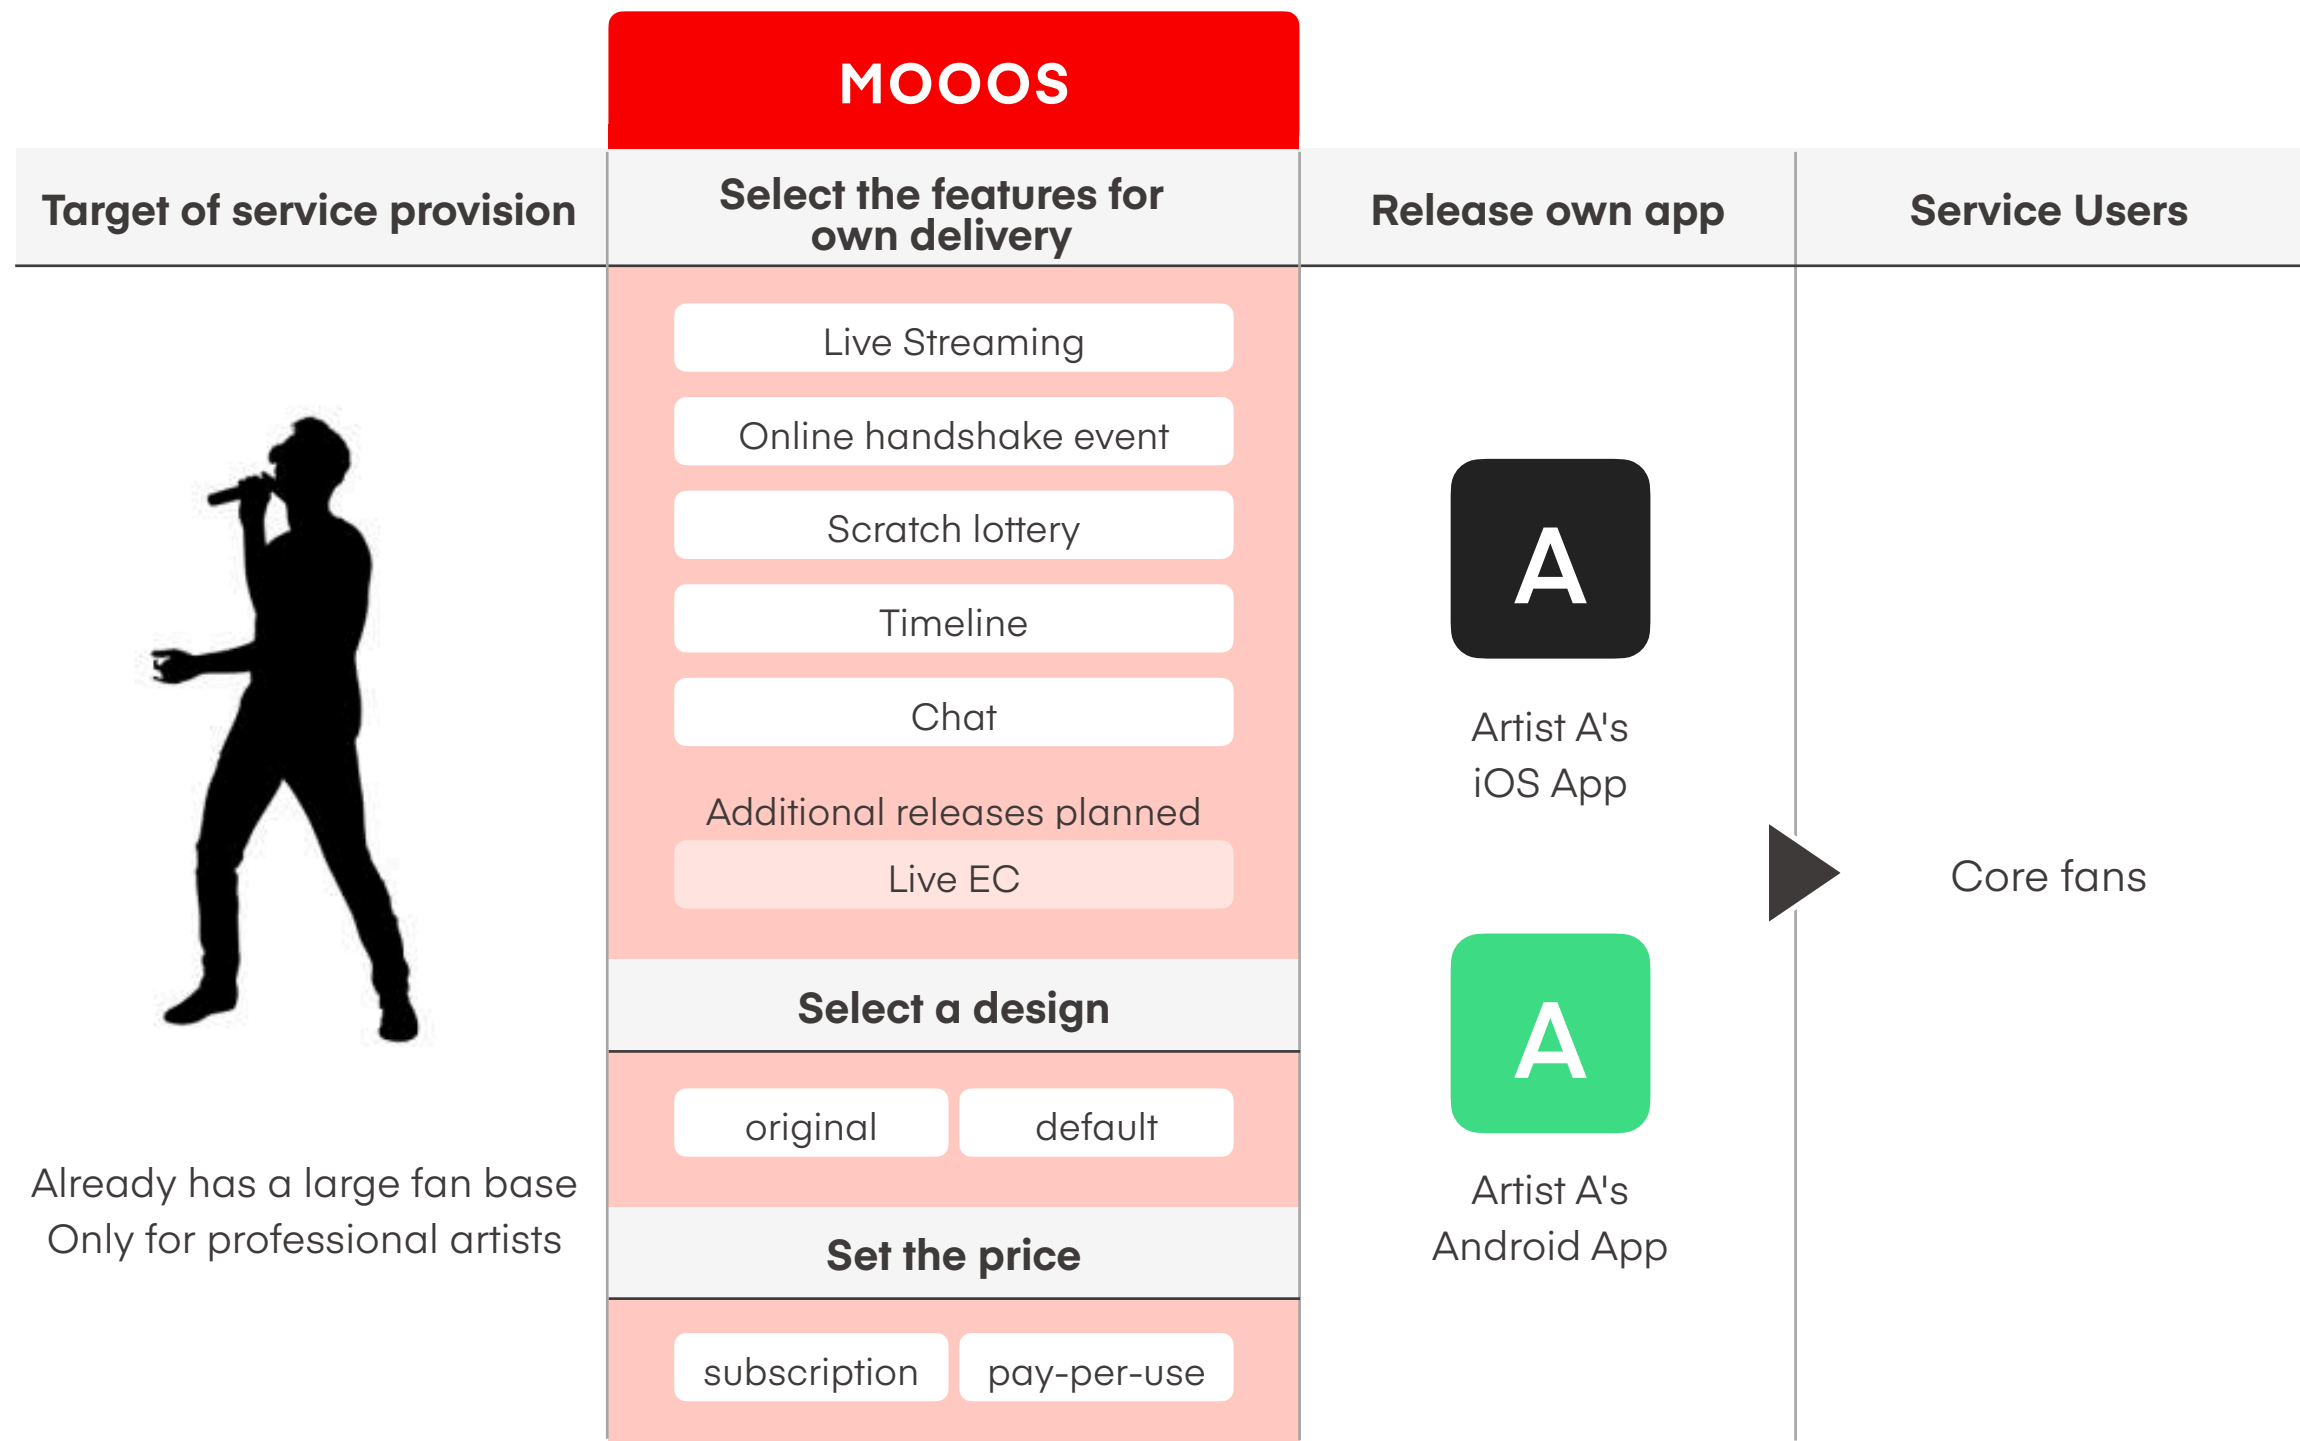 MOOOS
Target of service provision
Select the features for
own delivery
Release own app
Service Users
Live Streaming
Online handshake event
Scratch lottery
Timeline
Chat
Additional releases planned
Live EC
Select a design
original
default
Set the price
subscription
pay-per-use
Already has a large fan base
Only for professional artists
A
Artist A's
iOS App
A
Artist A's
Android App
Core fans